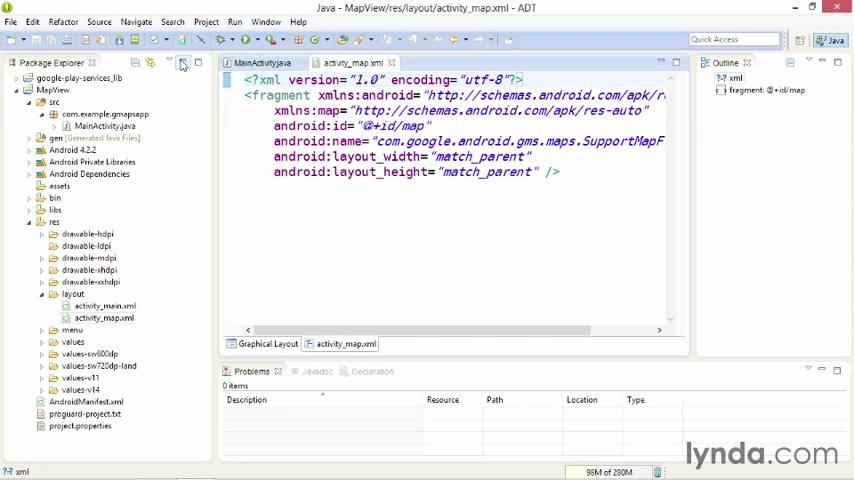 Java - MapView/res/layout/activity_map.xml - ADT
File Edit Refactor Source Navigate Search Project Run Window Help
Quick Access
Java
Package Explorer
google-play-services_lib
MapView
src
com.example.gmapsapp
MainActivity.java
gen [Generated Java Files]
Android 4.2.2
Android Private Libraries
Android Dependencies
assets
bin
libs
res
drawable-hdpi
drawable-ldpi
drawable-mdpi
drawable-xhdpi
drawable-xxhdpi
layout
activity_main.xml
activity_map.xml
menu
values
values-sw600dp
values-sw720dp-land
values-v11
values-v14
AndroidManifest.xml
proguard-project.txt
project.properties
MainActivity.java
activity_map.xml
<?xml version="1.0" encoding="utf-8"?>
<fragment xmlns:android="http://schemas.android.com/apk/re
xmlns:map="http://schemas.android.com/apk/res-auto"
android:id="@+id/map"
android:name="com.google.android.gms.maps.SupportMapF
android:layout_width="match_parent"
android:layout_height="match_parent" />
Graphical Layout
activity_map.xml
Outline
xml
fragment: @+id/map
Problems
Javadoc
Declaration
0 items
Description Resource Path Location Type
xml
98M of 280M
lynda.com